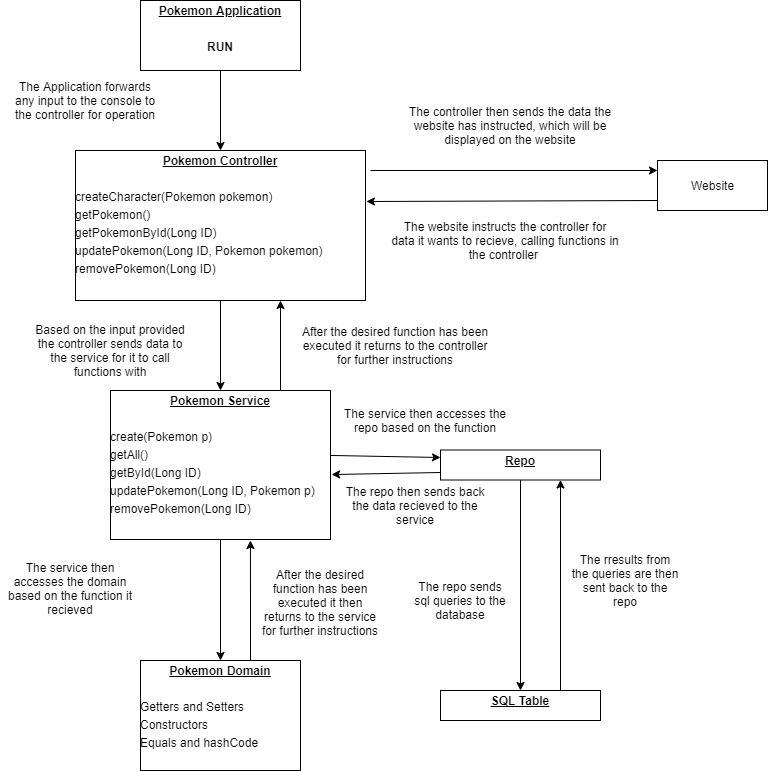 Pokemon Application
RUN
The Application forwards
any input to the console to
the controller for operation
The controller then sends the data the
website has instructed, which will be
displayed on the website
Pokemon Controller
createCharacter(Pokemon pokemon)
getPokemon()
getPokemonById(Long ID)
updatePokemon(Long ID, Pokemon pokemon)
removePokemon(Long ID)
Website
The website instructs the controller for
data it wants to recieve, calling functions in
the controller
Based on the input provided
the controller sends data to
the service for it to call
functions with
After the desired function has been
executed it returns to the controller
for further instructions
Pokemon Service
create(Pokemon p)
getAll()
getById(Long ID)
updatePokemon(Long ID, Pokemon p)
removePokemon(Long ID)
The service then accesses the
repo based on the function
Repo
The repo then sends back
the data recieved to the
service
The service then
accesses the domain
based on the function it
recieved
After the desired
function has been
executed it then
returns to the service
for further instructions
The repo sends
sql queries to the
database
The rresults from
the queries are then
sent back to the
repo
Pokemon Domain
Getters and Setters
Constructors
Equals and hashCode
SQL Table